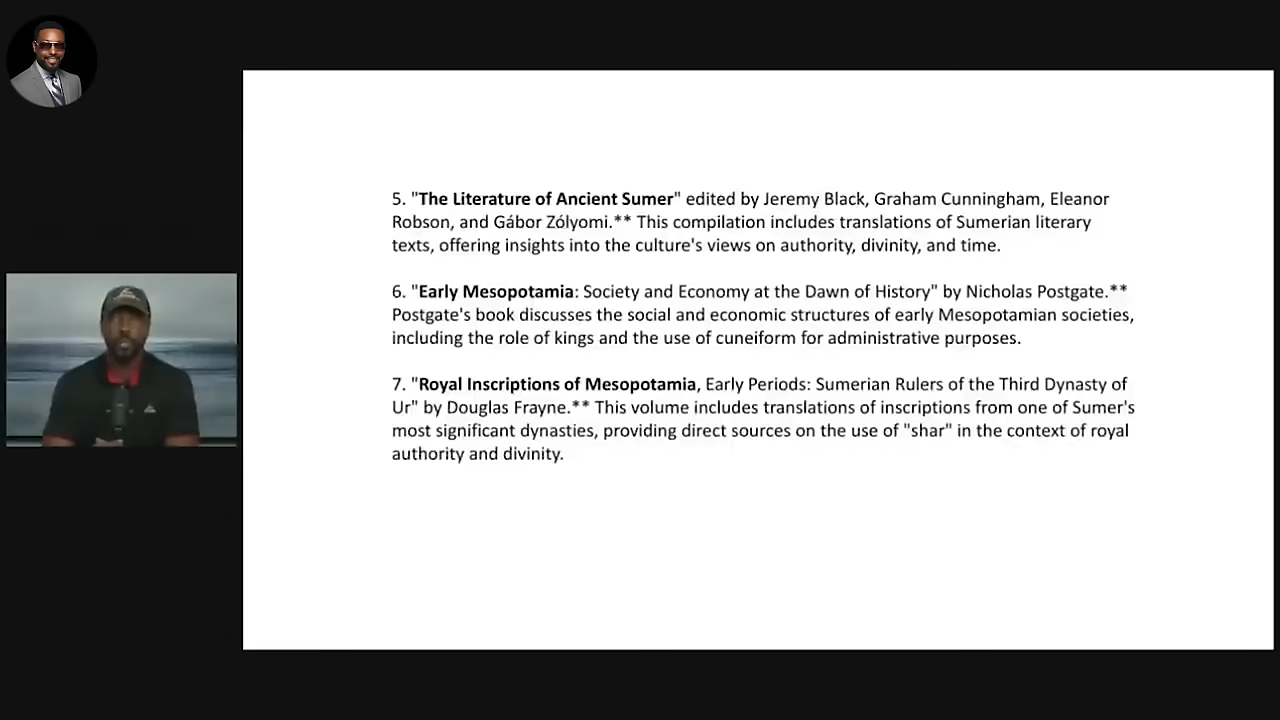 5. "The Literature of Ancient Sumer" edited by Jeremy Black, Graham Cunningham, Eleanor
Robson, and Gábor Zólyomi.** This compilation includes translations of Sumerian literary
texts, offering insights into the culture's views on authority, divinity, and time.
6. "Early Mesopotamia: Society and Economy at the Dawn of History" by Nicholas Postgate.**
Postgate's book discusses the social and economic structures of early Mesopotamian societies,
including the role of kings and the use of cuneiform for administrative purposes.
7. "Royal Inscriptions of Mesopotamia, Early Periods: Sumerian Rulers of the Third Dynasty of
Ur" by Douglas Frayne.** This volume includes translations of inscriptions from one of Sumer's
most significant dynasties, providing direct sources on the use of "shar" in the context of royal
authority and divinity.